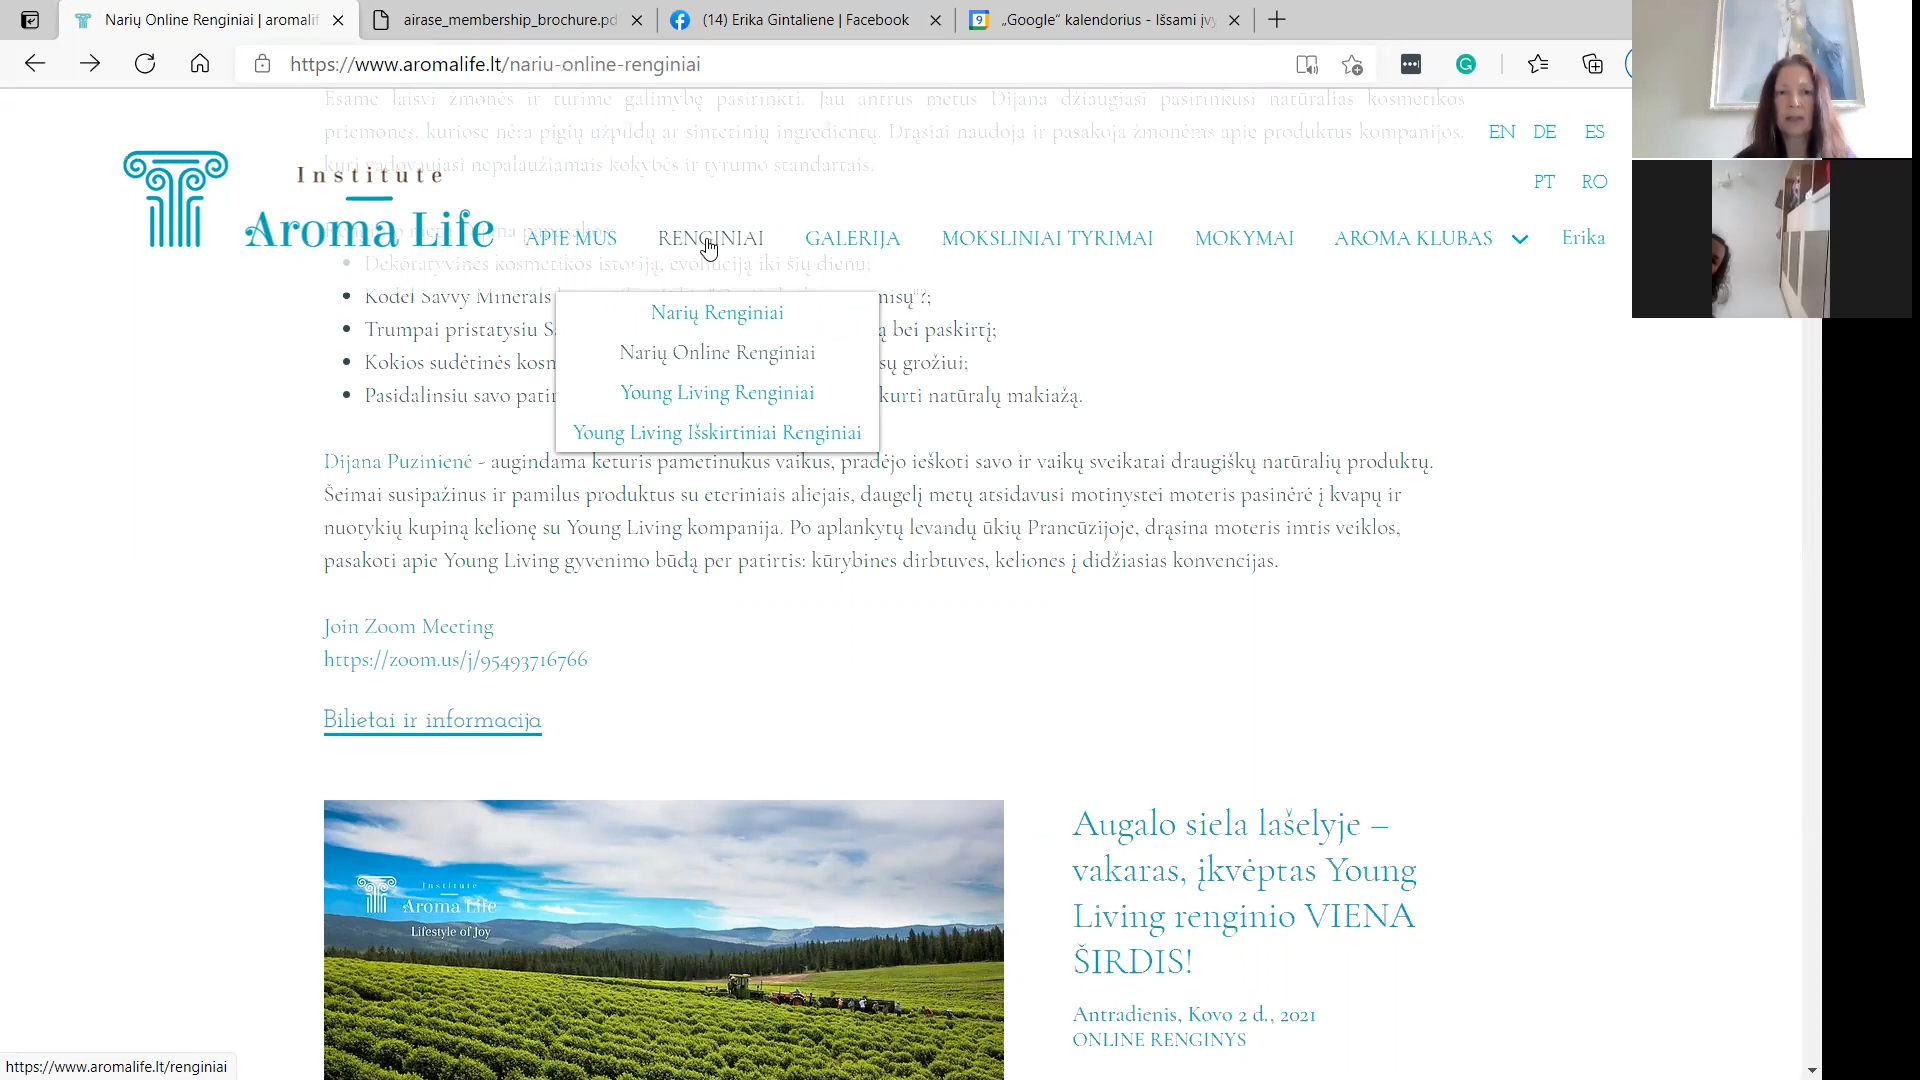 Narių Online Renginiai | aromalif
airase_membership_brochure.pd
(14) Erika Gintaliene | Facebook
„Google“ kalendorius - Išsami įv
https://www.aromalife.lt/nariu-online-renginiai
Esame laisvi žmonės ir turime galimybę pasirinkti. Jau antrus metus Dijana džiaugiasi pasirinkusi natūralias kosmetikos
priemones, kuriose nėra pigių užpildų ar sintetinių ingredientų. Drąsiai naudoja ir pasakoja žmonėms apie produktus kompanijos,
kuri vadovaujasi nepalaužiamais kokybės ir tyrumo standartais.
EN DE ES
PT RO
Institute
Aroma Life
APIE MUS RENGINIAI GALERIJA MOKSLINIAI TYRIMAI MOKYMAI AROMA KLUBAS Erika
Dekoratyvinės kosmetikos istoriją, evoliuciją iki šių dienų;
Kodėl Savvy Minerals
Trumpai pristatysiu S ą bei paskirtį;
Kokios sudėtinės kosm sų grožiui;
Pasidalinsiu savo patir kurti natūralų makiažą.
Narių Renginiai
Narių Online Renginiai
Young Living Renginiai
Young Living Išskirtiniai Renginiai
Dijana Puzinienė - augindama keturis pametinukus vaikus, pradėjo ieškoti savo ir vaikų sveikatai draugiškų natūralių produktų.
Šeimai susipažinus ir pamilus produktus su eteriniais aliejais, daugelį metų atsidavusi motinystei moteris pasinėrė į kvapų ir
nuotykių kupiną kelionę su Young Living kompanija. Po aplankytų levandų ūkių Prancūzijoje, drąsina moteris imtis veiklos,
pasakoti apie Young Living gyvenimo būdą per patirtis: kūrybines dirbtuves, keliones į didžiasias konvencijas.
Join Zoom Meeting
https://zoom.us/j/95493716766
Bilietai ir informacija
Institute
Aroma Life
Lifestyle of Joy
Augalo siela lašelyje –
vakaras, įkvėptas Young
Living renginio VIENA
ŠIRDIS!
Antradienis, Kovo 2 d., 2021
ONLINE RENGINYS
https://www.aromalife.lt/renginiai